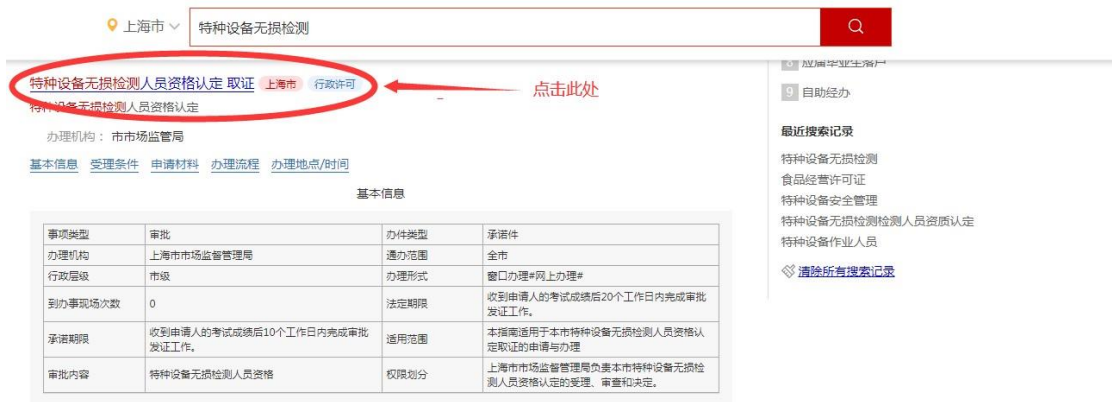 上海市
特种设备无损检测
特种设备无损检测人员资格认定 取证 上海市 行政许可
点击此处
特种设备无损检测人员资格认定
办理机构： 市市场监管局
基本信息 受理条件 申请材料 办理流程 办理地点/时间
基本信息
事项类型 审批 办件类型 承诺件
办理机构 上海市市场监督管理局 通办范围 全市
行政层级 市级 办理形式 窗口办理#网上办理#
到办事现场次数 0 法定期限 收到申请人的考试成绩后20个工作日内完成审批
发证工作。
承诺期限 收到申请人的考试成绩后10个工作日内完成审批
发证工作。 适用范围 本指南适用于本市特种设备无损检测人员资格认
定取证的申请与办理
审批内容 特种设备无损检测人员资格 权限划分 上海市市场监督管理局负责本市特种设备无损检
测人员资格认定的受理、审查和决定。
8 应届毕业生落户
9 自助经办
最近搜索记录
特种设备无损检测
食品经营许可证
特种设备安全管理
特种设备无损检测检测人员资质认定
特种设备作业人员
清除所有搜索记录